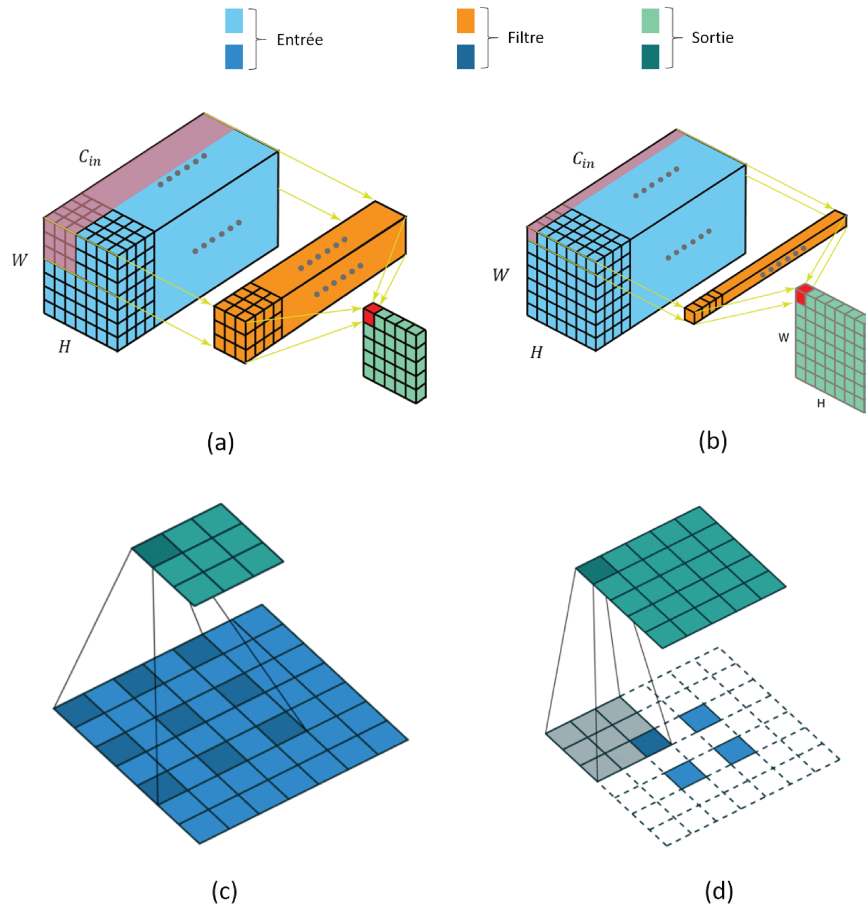 Entrée
Filtre
Sortie
C_in
W
H
(a)
C_in
W
H
W
H
(b)
(c)
(d)